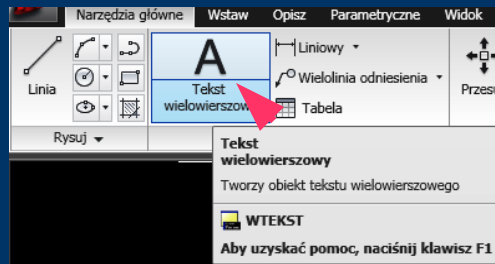 Narzędzia główne Wstaw Opisz Parametryczne Widok
Linia
Tekst
wielowierszow
Liniowy
Wielolinia odniesienia
Tabela
Przesu
Rysuj
Tekst
wielowierszowy
Tworzy obiekt tekstu wielowierszowego
WTEKST
Aby uzyskać pomoc, naciśnij klawisz F1